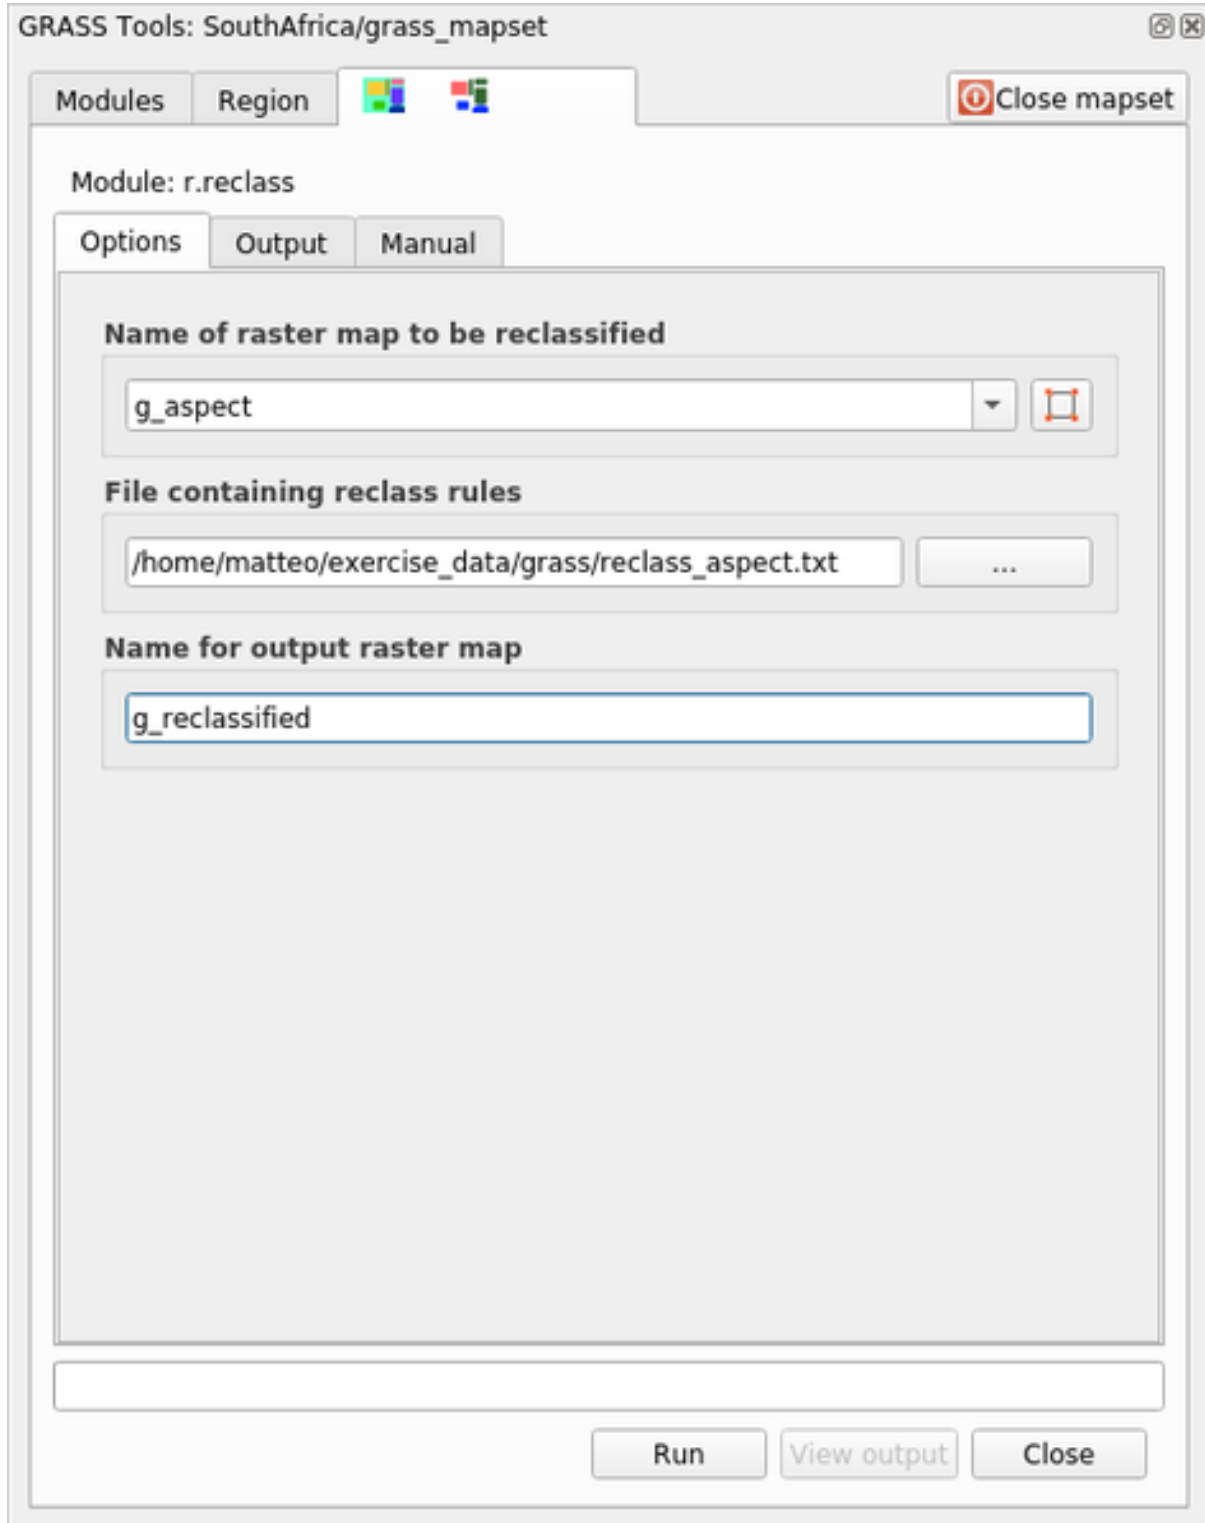 GRASS Tools: SouthAfrica/grass_mapset
Modules Region Close mapset
Module: r.reclass
Options Output Manual
Name of raster map to be reclassified
g_aspect
File containing reclass rules
/home/matteo/exercise_data/grass/reclass_aspect.txt ...
Name for output raster map
g_reclassified
Run View output Close